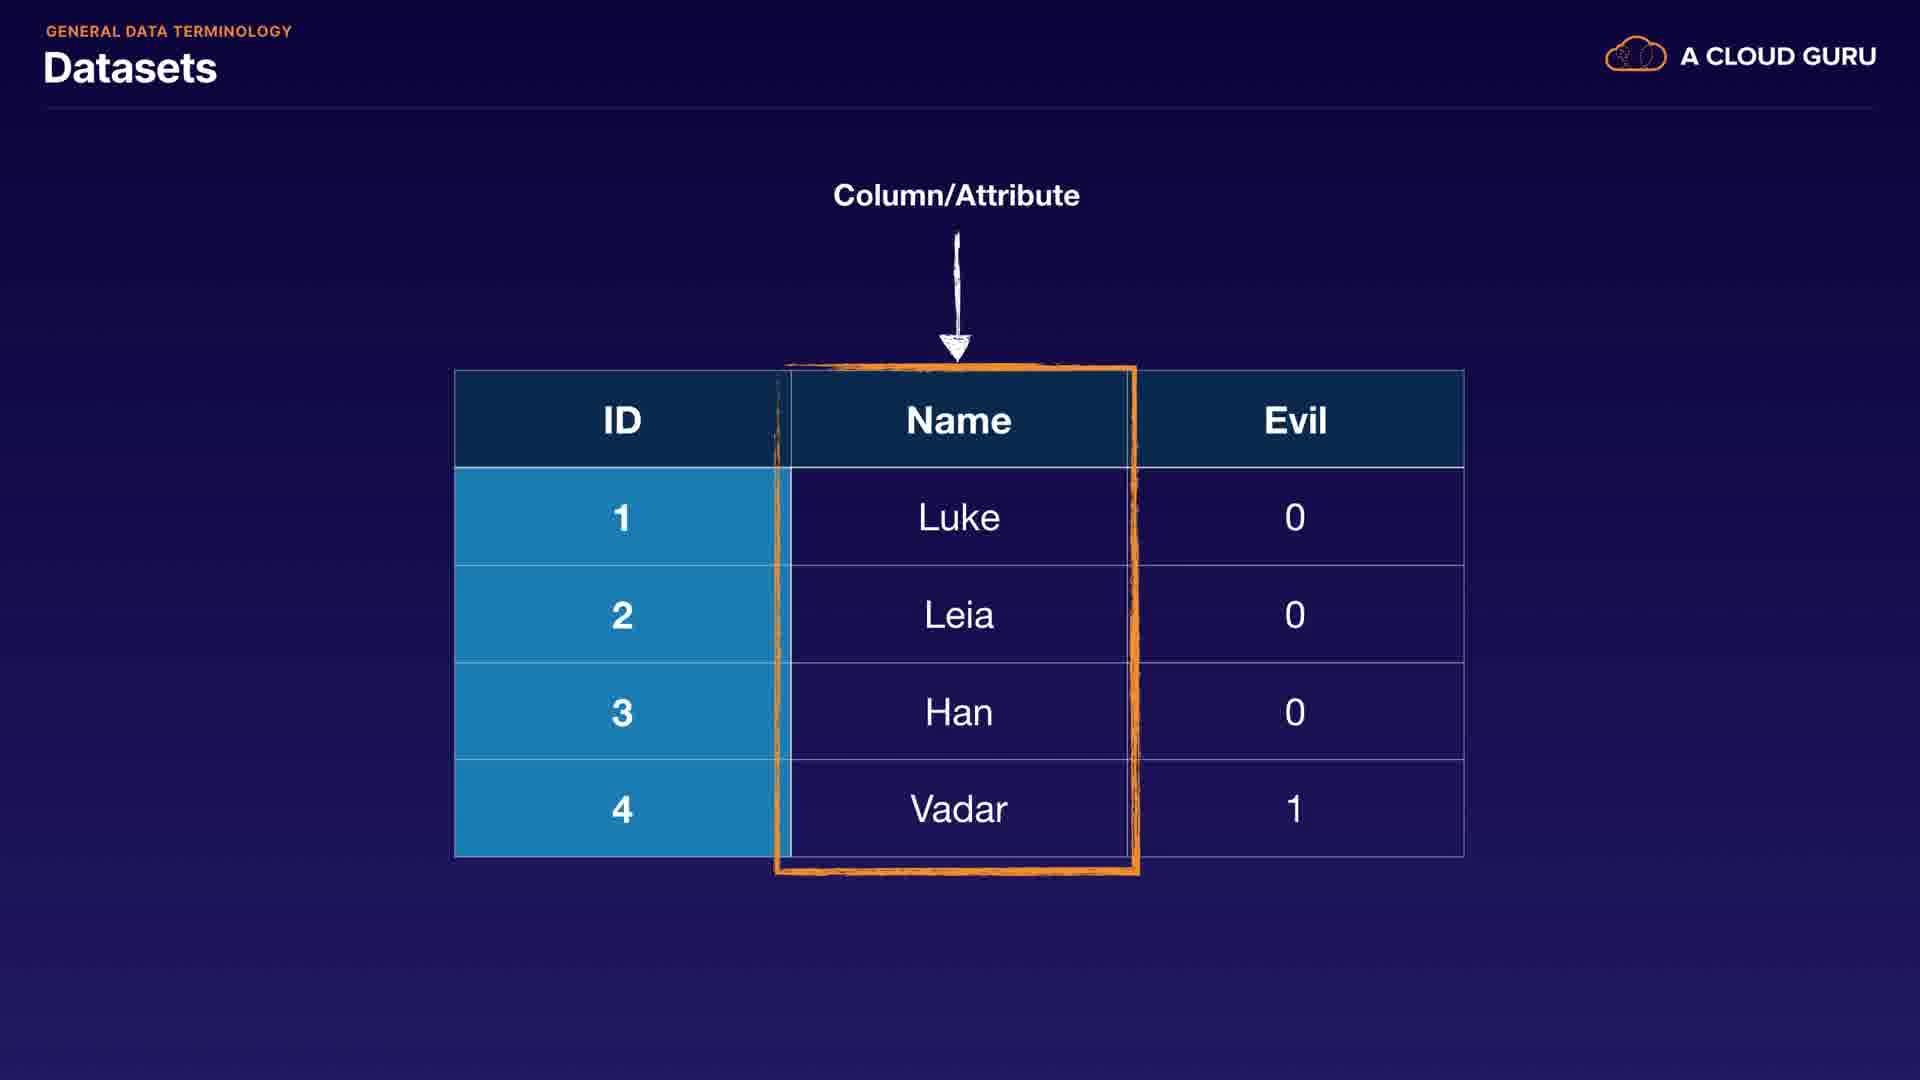 GENERAL DATA TERMINOLOGY
Datasets
A CLOUD GURU
Column/Attribute
ID Name Evil
1 Luke 0
2 Leia 0
3 Han 0
4 Vadar 1